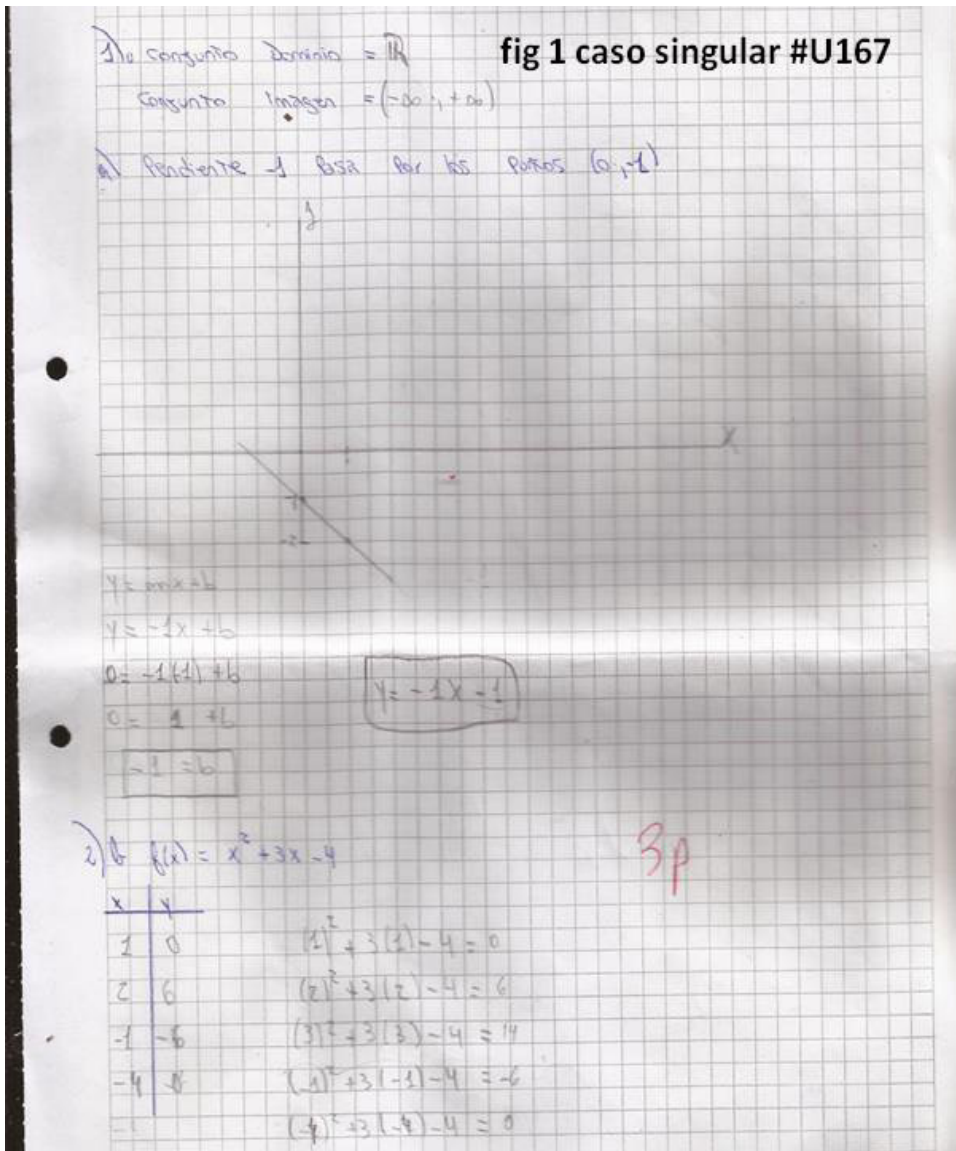 fig 1 caso singular #U167
1) Conjunto Dominio = ℝ
Conjunto Imagen = (-∞ ; +∞)
a) Pendiente -1 Pasa Por los Puntos (0,-1)
y
X
1
-1
-2
Y = mx+b
Y = -1x + b
0 = -1(-1) + b
0 = 1 + b
-1 = b
Y = -1X - 1
3p
2) b f(x) = x² + 3x - 4
x y
1 0 (1)² + 3(1) - 4 = 0
2 6 (2)² + 3(2) - 4 = 6
-1 -6 (3)² + 3(3) - 4 = 14
-4 0 (-1)² + 3(-1) - 4 = -6
(-4)² + 3(-4) - 4 = 0